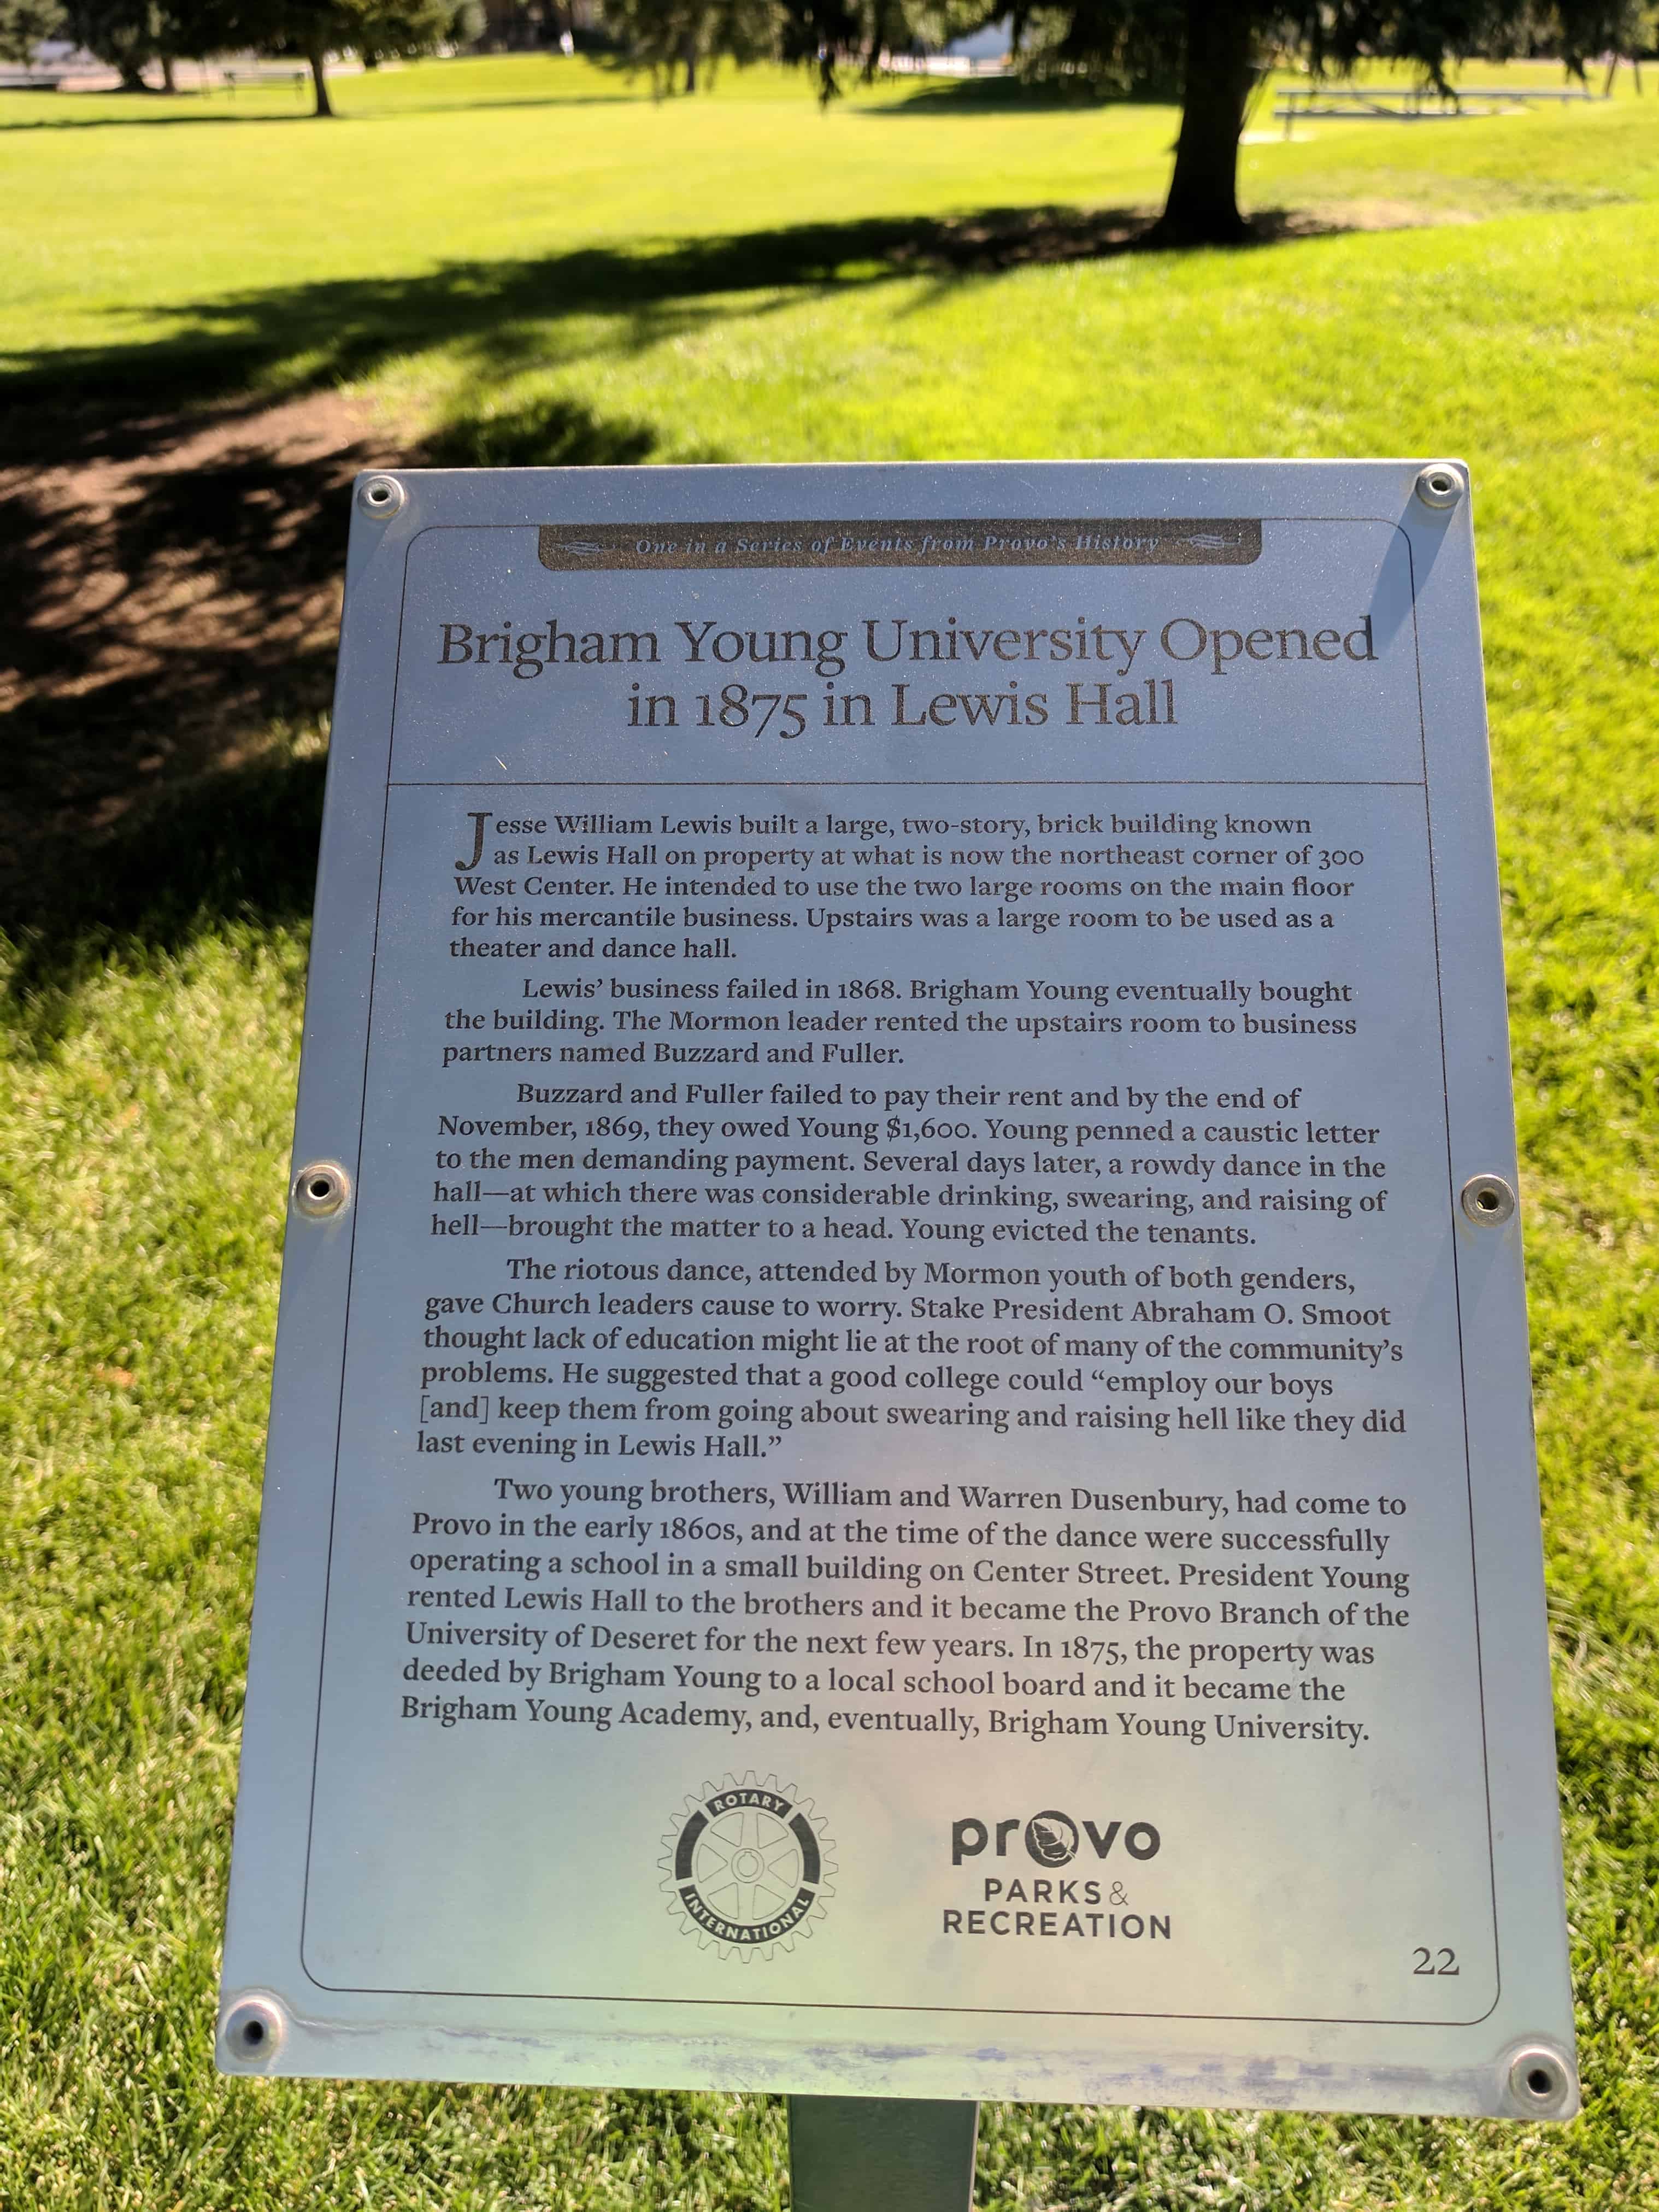 One in a Series of Events from Provo's History
Brigham Young University Opened
in 1875 in Lewis Hall
Jesse William Lewis built a large, two-story, brick building known
as Lewis Hall on property at what is now the northeast corner of 300
West Center. He intended to use the two large rooms on the main floor
for his mercantile business. Upstairs was a large room to be used as a
theater and dance hall.
Lewis’ business failed in 1868. Brigham Young eventually bought
the building. The Mormon leader rented the upstairs room to business
partners named Buzzard and Fuller.
Buzzard and Fuller failed to pay their rent and by the end of
November, 1869, they owed Young $1,600. Young penned a caustic letter
to the men demanding payment. Several days later, a rowdy dance in the
hall—at which there was considerable drinking, swearing, and raising of
hell—brought the matter to a head. Young evicted the tenants.
The riotous dance, attended by Mormon youth of both genders,
gave Church leaders cause to worry. Stake President Abraham O. Smoot
thought lack of education might lie at the root of many of the community’s
problems. He suggested that a good college could “employ our boys
[and] keep them from going about swearing and raising hell like they did
last evening in Lewis Hall.”
Two young brothers, William and Warren Dusenbury, had come to
Provo in the early 1860s, and at the time of the dance were successfully
operating a school in a small building on Center Street. President Young
rented Lewis Hall to the brothers and it became the Provo Branch of the
University of Deseret for the next few years. In 1875, the property was
deeded by Brigham Young to a local school board and it became the
Brigham Young Academy, and, eventually, Brigham Young University.
ROTARY
INTERNATIONAL
provo
PARKS &
RECREATION
22